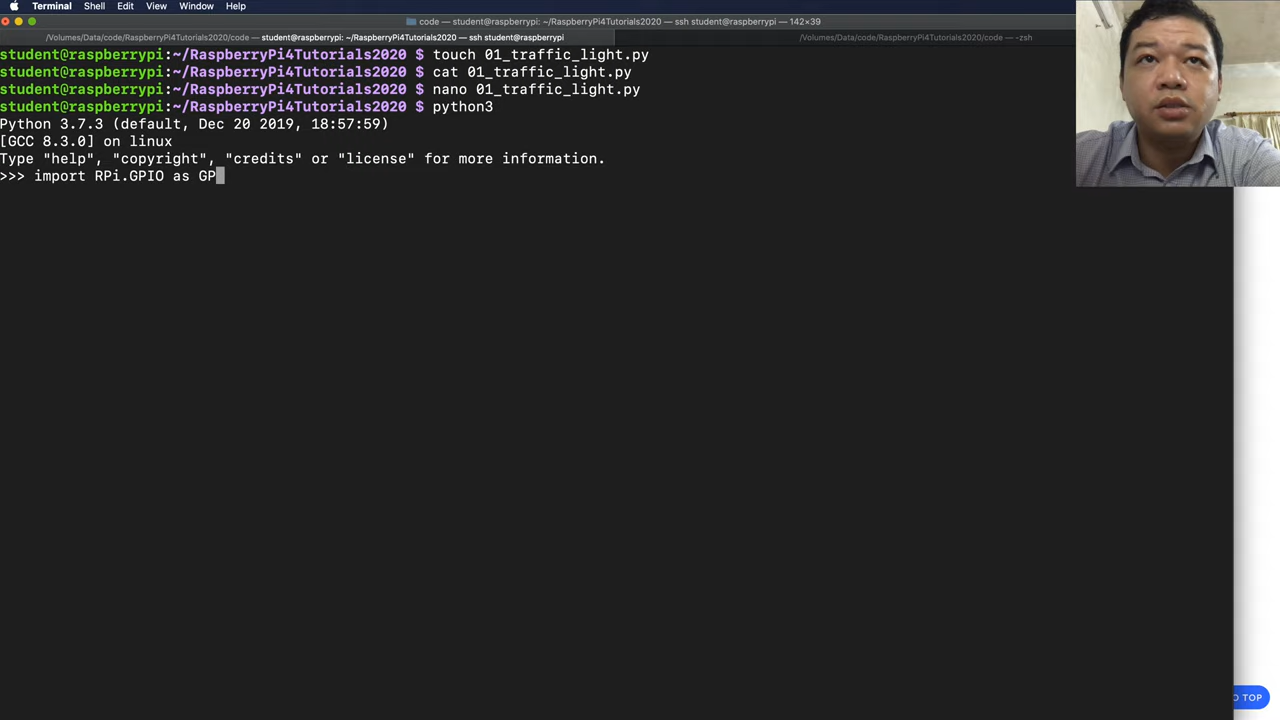 Terminal Shell Edit View Window Help
code — student@raspberrypi: ~/RaspberryPi4Tutorials2020 — ssh student@raspberrypi — 142×39
/Volumes/Data/code/RaspberryPi4Tutorials2020/code — student@raspberrypi: ~/RaspberryPi4Tutorials2020 — ssh student@raspberrypi
/Volumes/Data/code/RaspberryPi4Tutorials2020/code — -zsh
student@raspberrypi:~/RaspberryPi4Tutorials2020 $ touch 01_traffic_light.py
student@raspberrypi:~/RaspberryPi4Tutorials2020 $ cat 01_traffic_light.py
student@raspberrypi:~/RaspberryPi4Tutorials2020 $ nano 01_traffic_light.py
student@raspberrypi:~/RaspberryPi4Tutorials2020 $ python3
Python 3.7.3 (default, Dec 20 2019, 18:57:59)
[GCC 8.3.0] on linux
Type "help", "copyright", "credits" or "license" for more information.
>>> import RPi.GPIO as GP
TOP